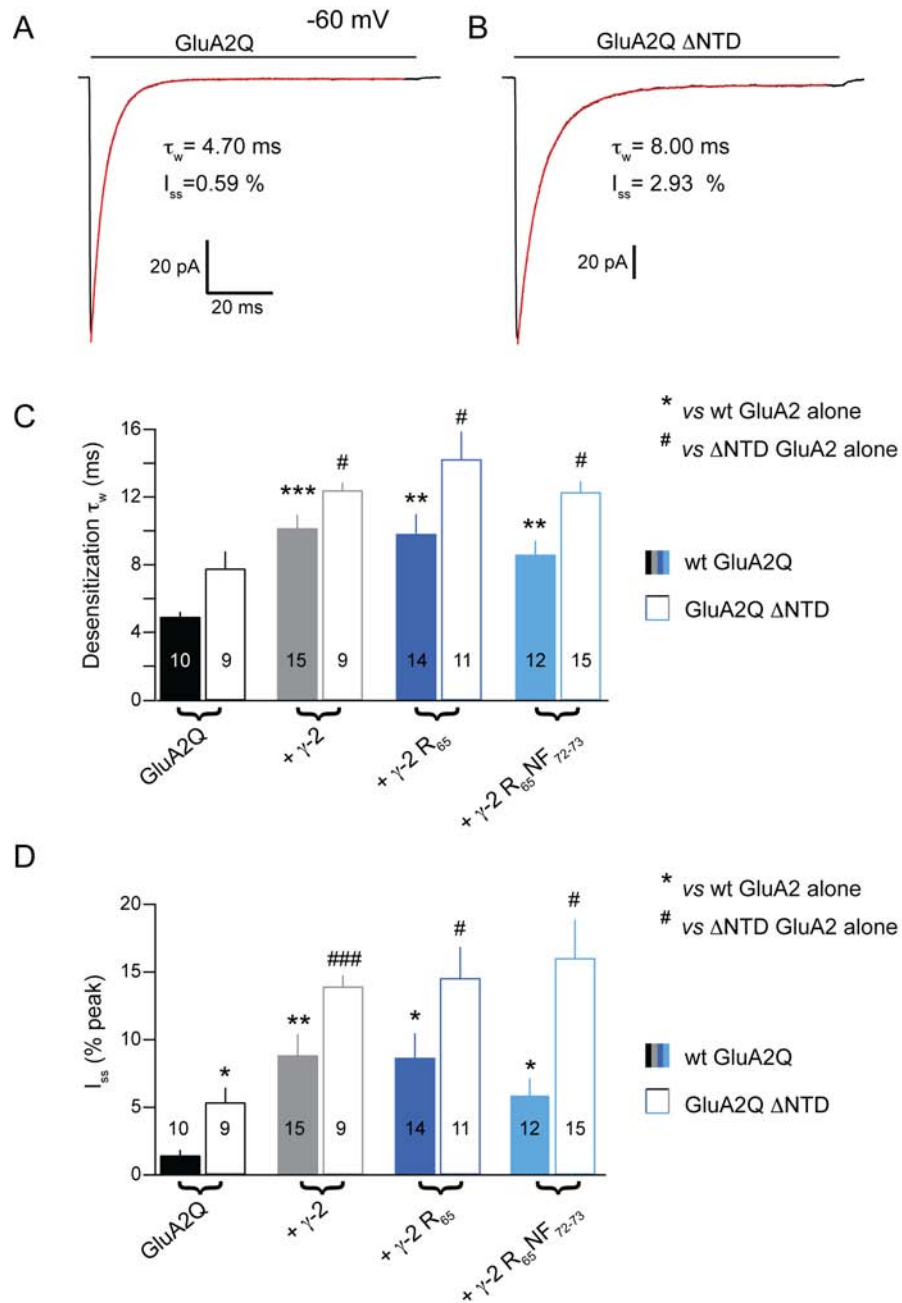 A
-60 mV
GluA2Q
τw= 4.70 ms
Iss=0.59 %
20 pA
20 ms
B
GluA2Q ΔNTD
τw= 8.00 ms
Iss= 2.93 %
20 pA
C
* vs wt GluA2 alone
# vs ΔNTD GluA2 alone
wt GluA2Q
GluA2Q ΔNTD
Desensitization τw (ms)
16
12
8
4
0
*** # ** # ** #
10 9 15 9 14 11 12 15
GluA2Q
+ γ-2
+ γ-2 R65
+ γ-2 R65NF72-73
D
* vs wt GluA2 alone
# vs ΔNTD GluA2 alone
wt GluA2Q
GluA2Q ΔNTD
Iss (% peak)
20
15
10
5
0
* ** ### * # * #
10 9 15 9 14 11 12 15
GluA2Q
+ γ-2
+ γ-2 R65
+ γ-2 R65NF72-73